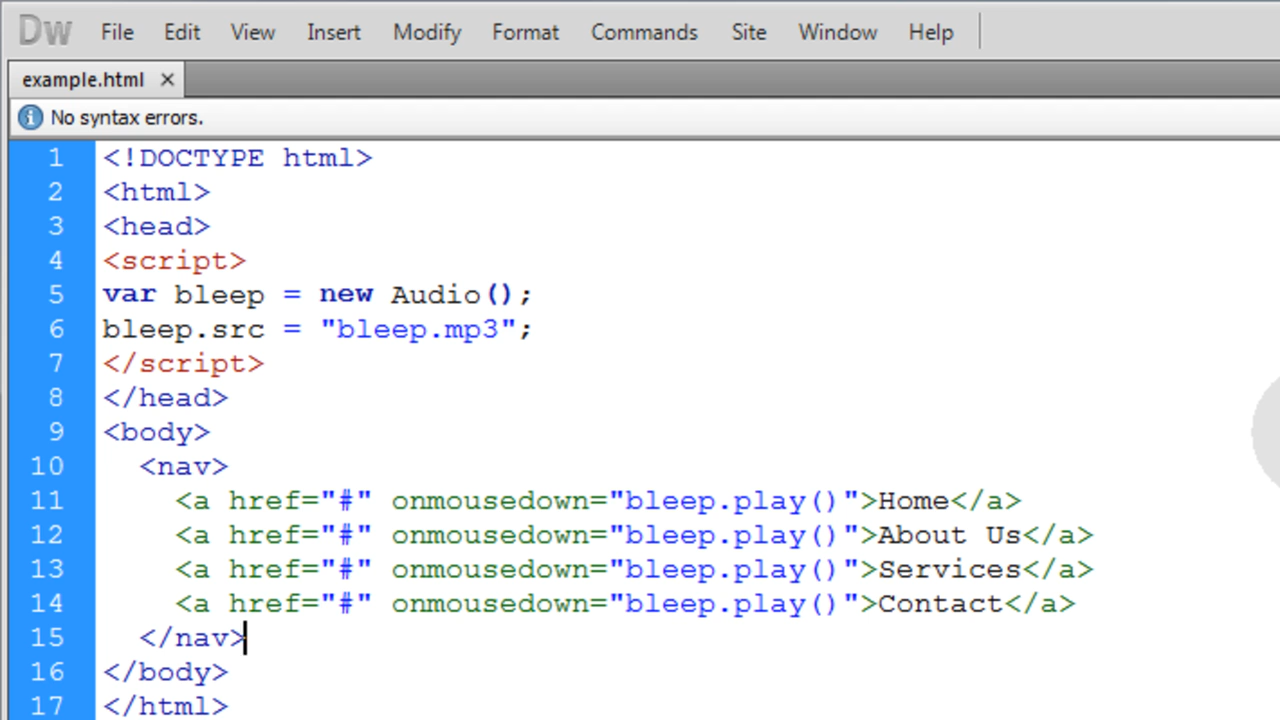 Dw File Edit View Insert Modify Format Commands Site Window Help
example.html ×
i No syntax errors.
1 <!DOCTYPE html>
2 <html>
3 <head>
4 <script>
5 var bleep = new Audio();
6 bleep.src = "bleep.mp3";
7 </script>
8 </head>
9 <body>
10   <nav>
11     <a href="#" onmousedown="bleep.play()">Home</a>
12     <a href="#" onmousedown="bleep.play()">About Us</a>
13     <a href="#" onmousedown="bleep.play()">Services</a>
14     <a href="#" onmousedown="bleep.play()">Contact</a>
15   </nav>
16 </body>
17 </html>